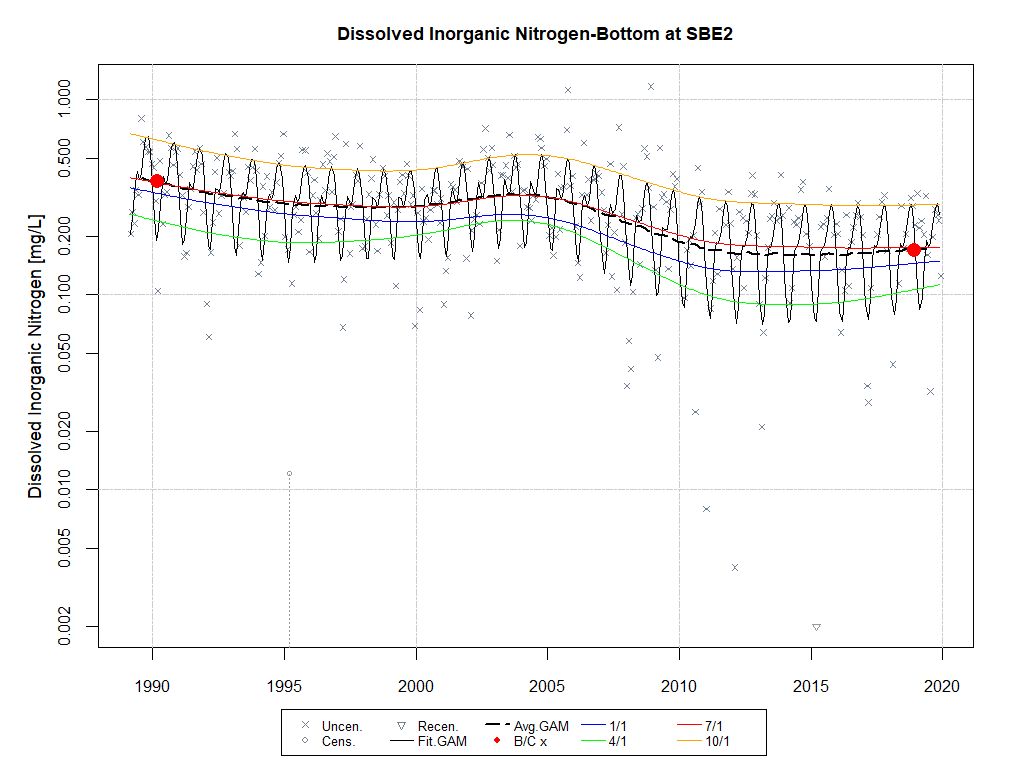 Dissolved Inorganic Nitrogen-Bottom at SBE2
Dissolved Inorganic Nitrogen [mg/L]
1.000
0.500
0.200
0.100
0.050
0.020
0.010
0.005
0.002
1990 1995 2000 2005 2010 2015 2020
Uncen. Recen. Avg.GAM 1/1 7/1
Cens. Fit.GAM B/C x 4/1 10/1